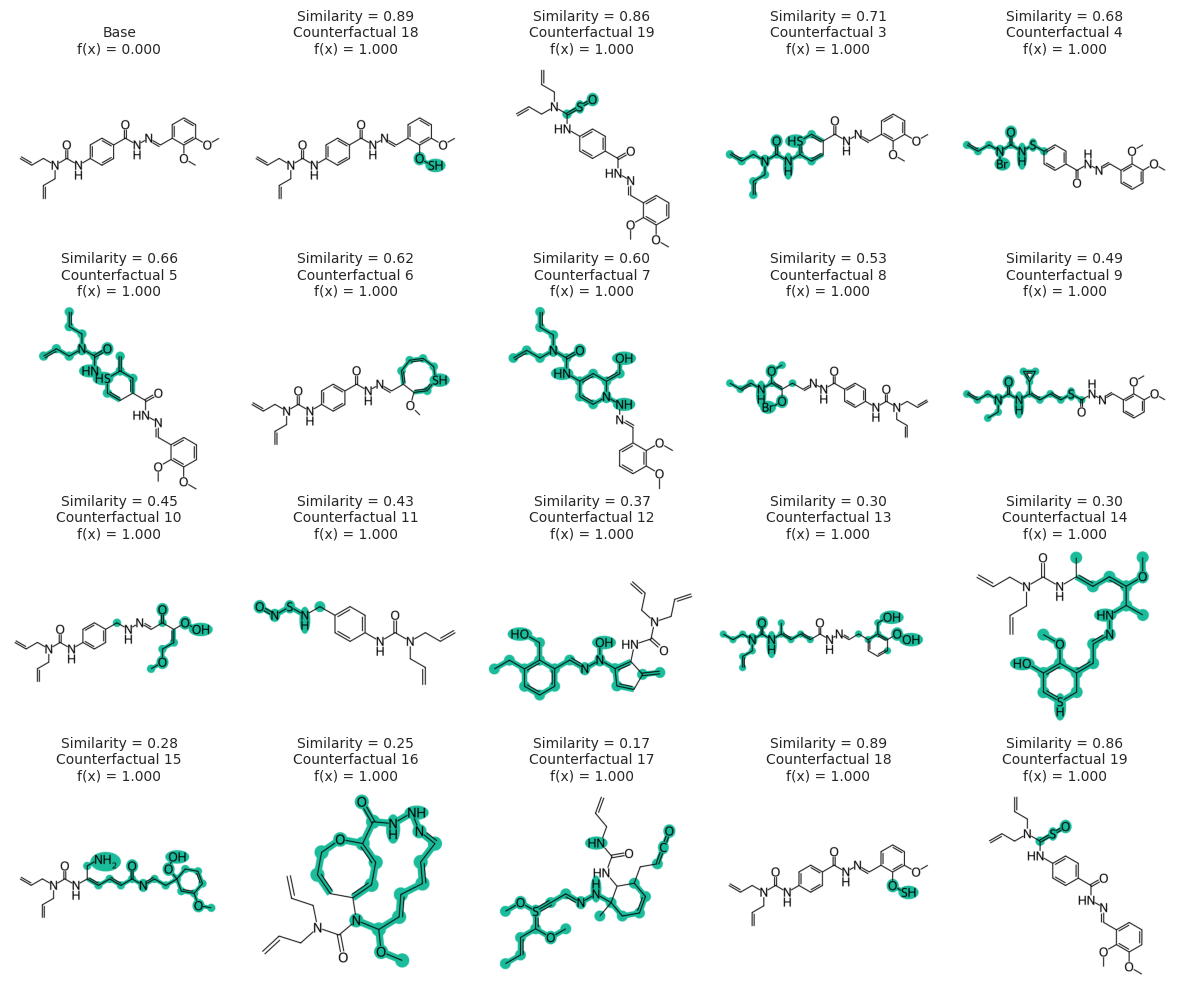 Base
f(x) = 0.000
Similarity = 0.89
Counterfactual 18
f(x) = 1.000
Similarity = 0.86
Counterfactual 19
f(x) = 1.000
Similarity = 0.71
Counterfactual 3
f(x) = 1.000
Similarity = 0.68
Counterfactual 4
f(x) = 1.000
Similarity = 0.66
Counterfactual 5
f(x) = 1.000
Similarity = 0.62
Counterfactual 6
f(x) = 1.000
Similarity = 0.60
Counterfactual 7
f(x) = 1.000
Similarity = 0.53
Counterfactual 8
f(x) = 1.000
Similarity = 0.49
Counterfactual 9
f(x) = 1.000
Similarity = 0.45
Counterfactual 10
f(x) = 1.000
Similarity = 0.43
Counterfactual 11
f(x) = 1.000
Similarity = 0.37
Counterfactual 12
f(x) = 1.000
Similarity = 0.30
Counterfactual 13
f(x) = 1.000
Similarity = 0.30
Counterfactual 14
f(x) = 1.000
Similarity = 0.28
Counterfactual 15
f(x) = 1.000
Similarity = 0.25
Counterfactual 16
f(x) = 1.000
Similarity = 0.17
Counterfactual 17
f(x) = 1.000
Similarity = 0.89
Counterfactual 18
f(x) = 1.000
Similarity = 0.86
Counterfactual 19
f(x) = 1.000